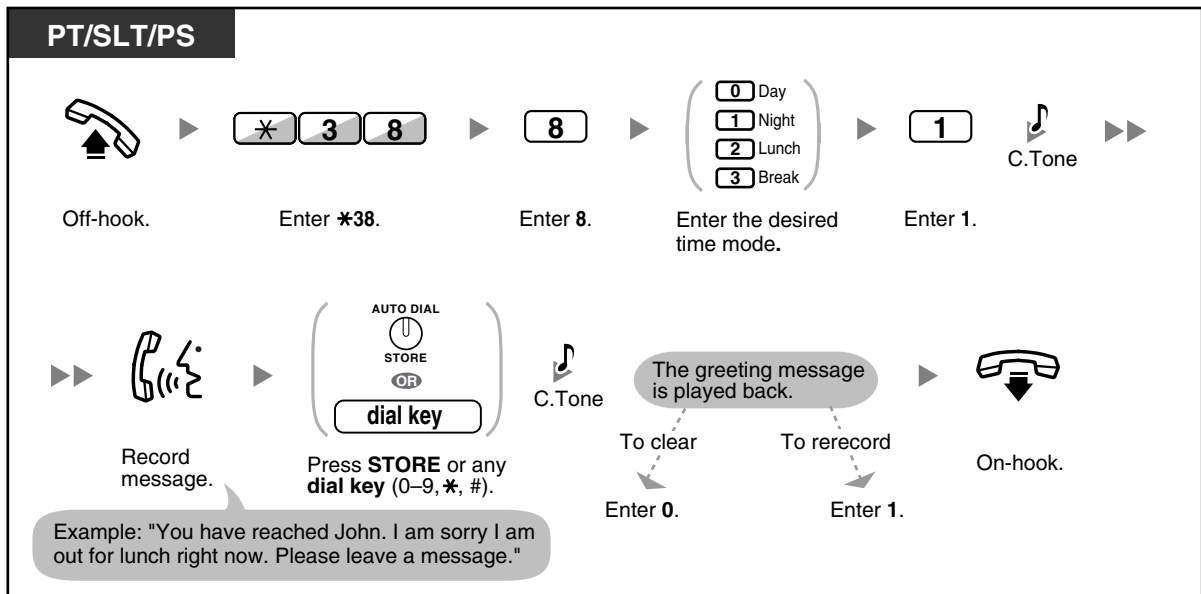 PT/SLT/PS
✳ 3 8
8
0 Day
1 Night
2 Lunch
3 Break
1
C.Tone
Off-hook.
Enter ✳38.
Enter 8.
Enter the desired
time mode.
Enter 1.
AUTO DIAL
STORE
OR
dial key
C.Tone
The greeting message
is played back.
To clear
To rerecord
Record
message.
Press STORE or any
dial key (0–9, ✳, #).
Enter 0.
Enter 1.
On-hook.
Example: "You have reached John. I am sorry I am
out for lunch right now. Please leave a message."